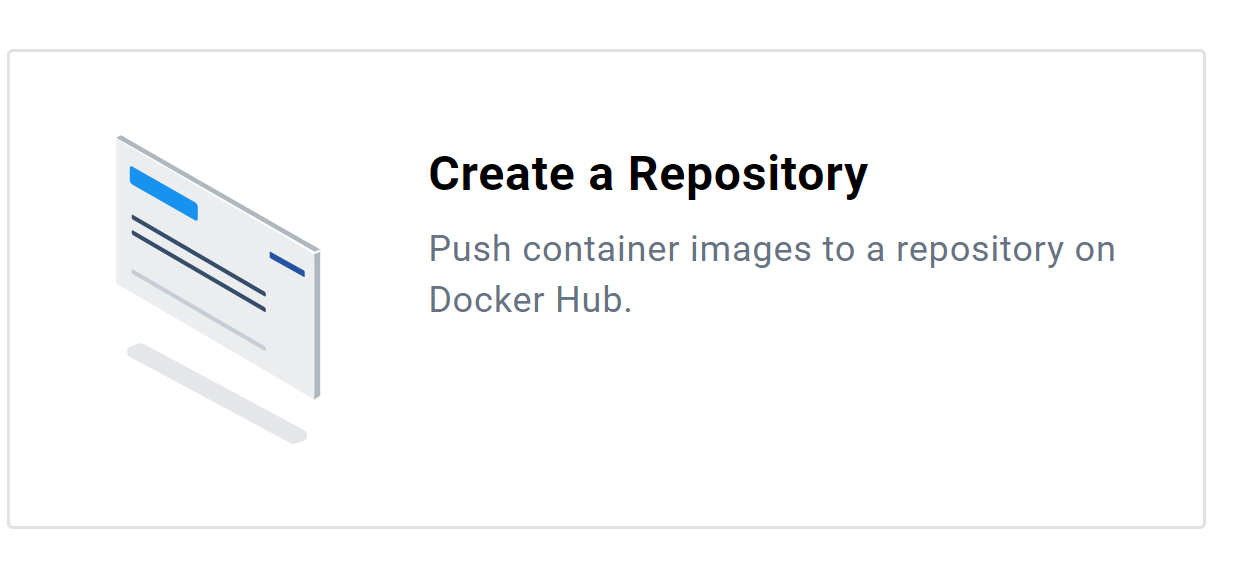 Create a Repository
Push container images to a repository on
Docker Hub.